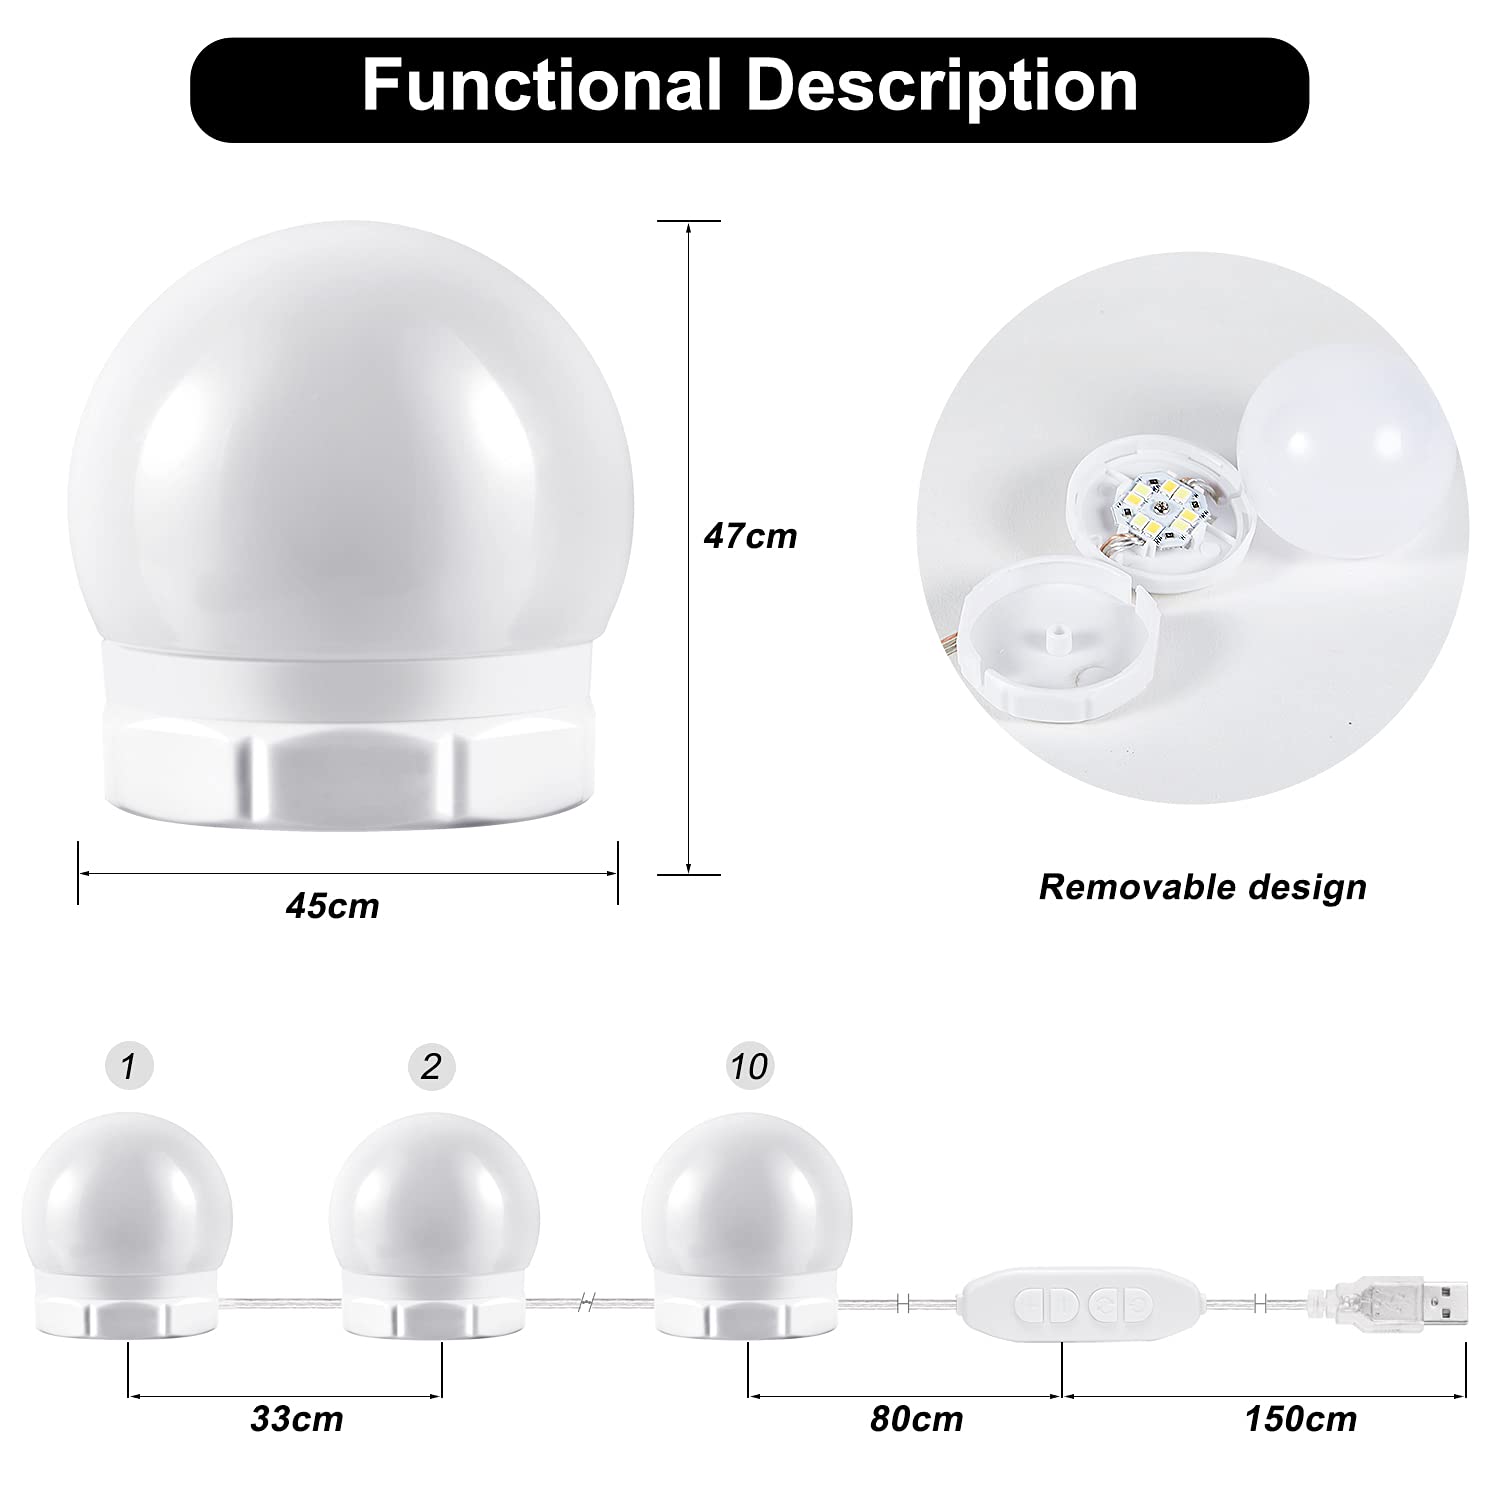 Functional Description
47cm
45cm
Removable design
1
2
10
33cm
80cm
150cm